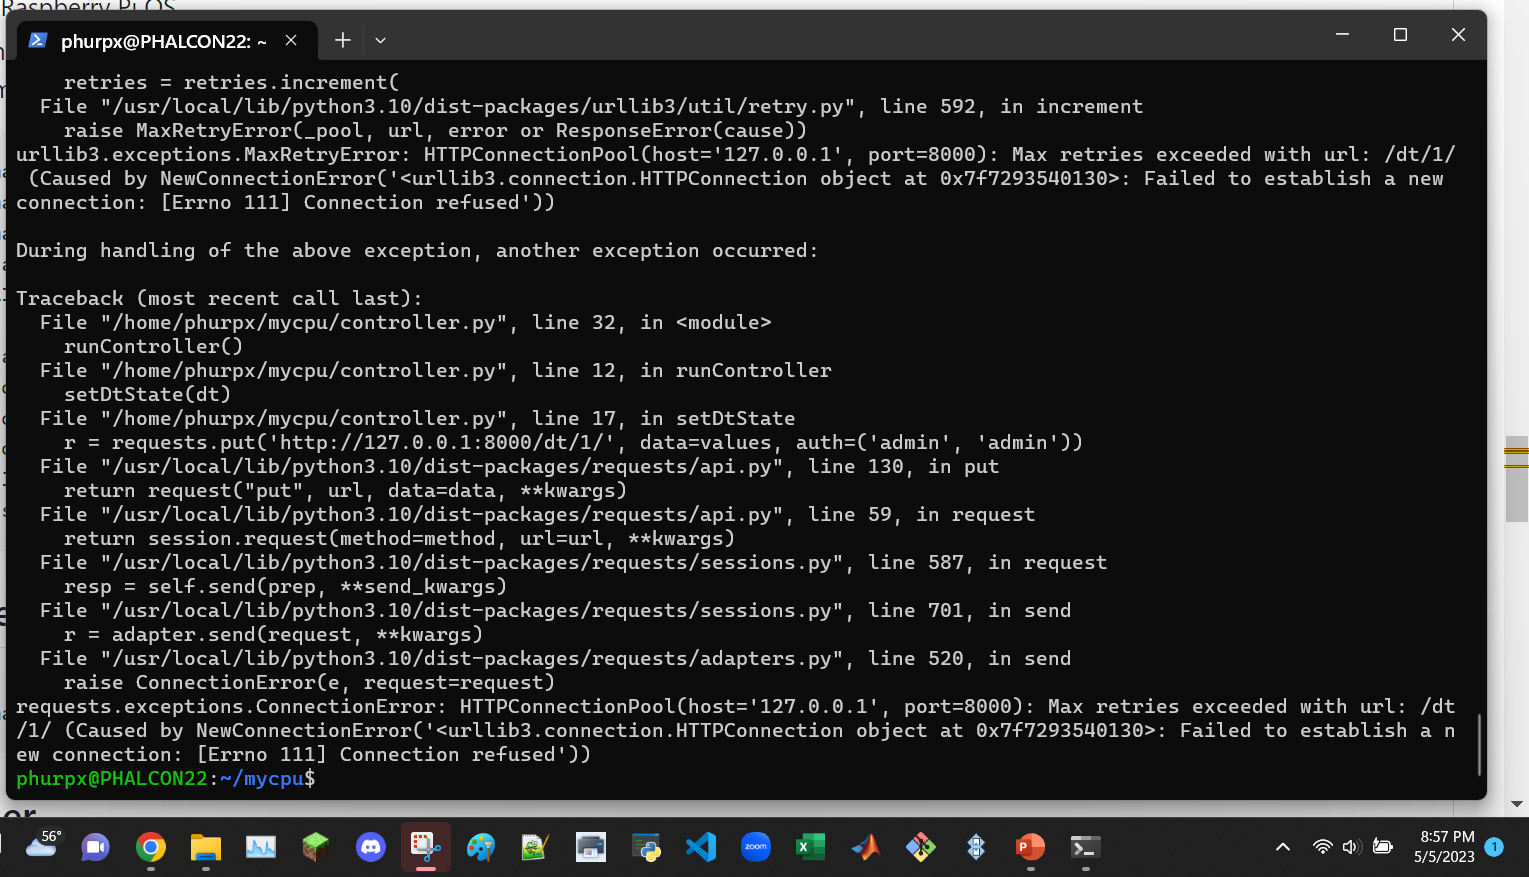 Raspberry Pi OS
phurpx@PHALCON22: ~
    retries = retries.increment(
  File "/usr/local/lib/python3.10/dist-packages/urllib3/util/retry.py", line 592, in increment
    raise MaxRetryError(_pool, url, error or ResponseError(cause))
urllib3.exceptions.MaxRetryError: HTTPConnectionPool(host='127.0.0.1', port=8000): Max retries exceeded with url: /dt/1/
 (Caused by NewConnectionError('<urllib3.connection.HTTPConnection object at 0x7f7293540130>: Failed to establish a new
connection: [Errno 111] Connection refused'))
During handling of the above exception, another exception occurred:
Traceback (most recent call last):
  File "/home/phurpx/mycpu/controller.py", line 32, in <module>
    runController()
  File "/home/phurpx/mycpu/controller.py", line 12, in runController
    setDtState(dt)
  File "/home/phurpx/mycpu/controller.py", line 17, in setDtState
    r = requests.put('http://127.0.0.1:8000/dt/1/', data=values, auth=('admin', 'admin'))
  File "/usr/local/lib/python3.10/dist-packages/requests/api.py", line 130, in put
    return request("put", url, data=data, **kwargs)
  File "/usr/local/lib/python3.10/dist-packages/requests/api.py", line 59, in request
    return session.request(method=method, url=url, **kwargs)
  File "/usr/local/lib/python3.10/dist-packages/requests/sessions.py", line 587, in request
    resp = self.send(prep, **send_kwargs)
  File "/usr/local/lib/python3.10/dist-packages/requests/sessions.py", line 701, in send
    r = adapter.send(request, **kwargs)
  File "/usr/local/lib/python3.10/dist-packages/requests/adapters.py", line 520, in send
    raise ConnectionError(e, request=request)
requests.exceptions.ConnectionError: HTTPConnectionPool(host='127.0.0.1', port=8000): Max retries exceeded with url: /dt
/1/ (Caused by NewConnectionError('<urllib3.connection.HTTPConnection object at 0x7f7293540130>: Failed to establish a n
ew connection: [Errno 111] Connection refused'))
phurpx@PHALCON22:~/mycpu$
56°
zoom
8:57 PM
5/5/2023
1